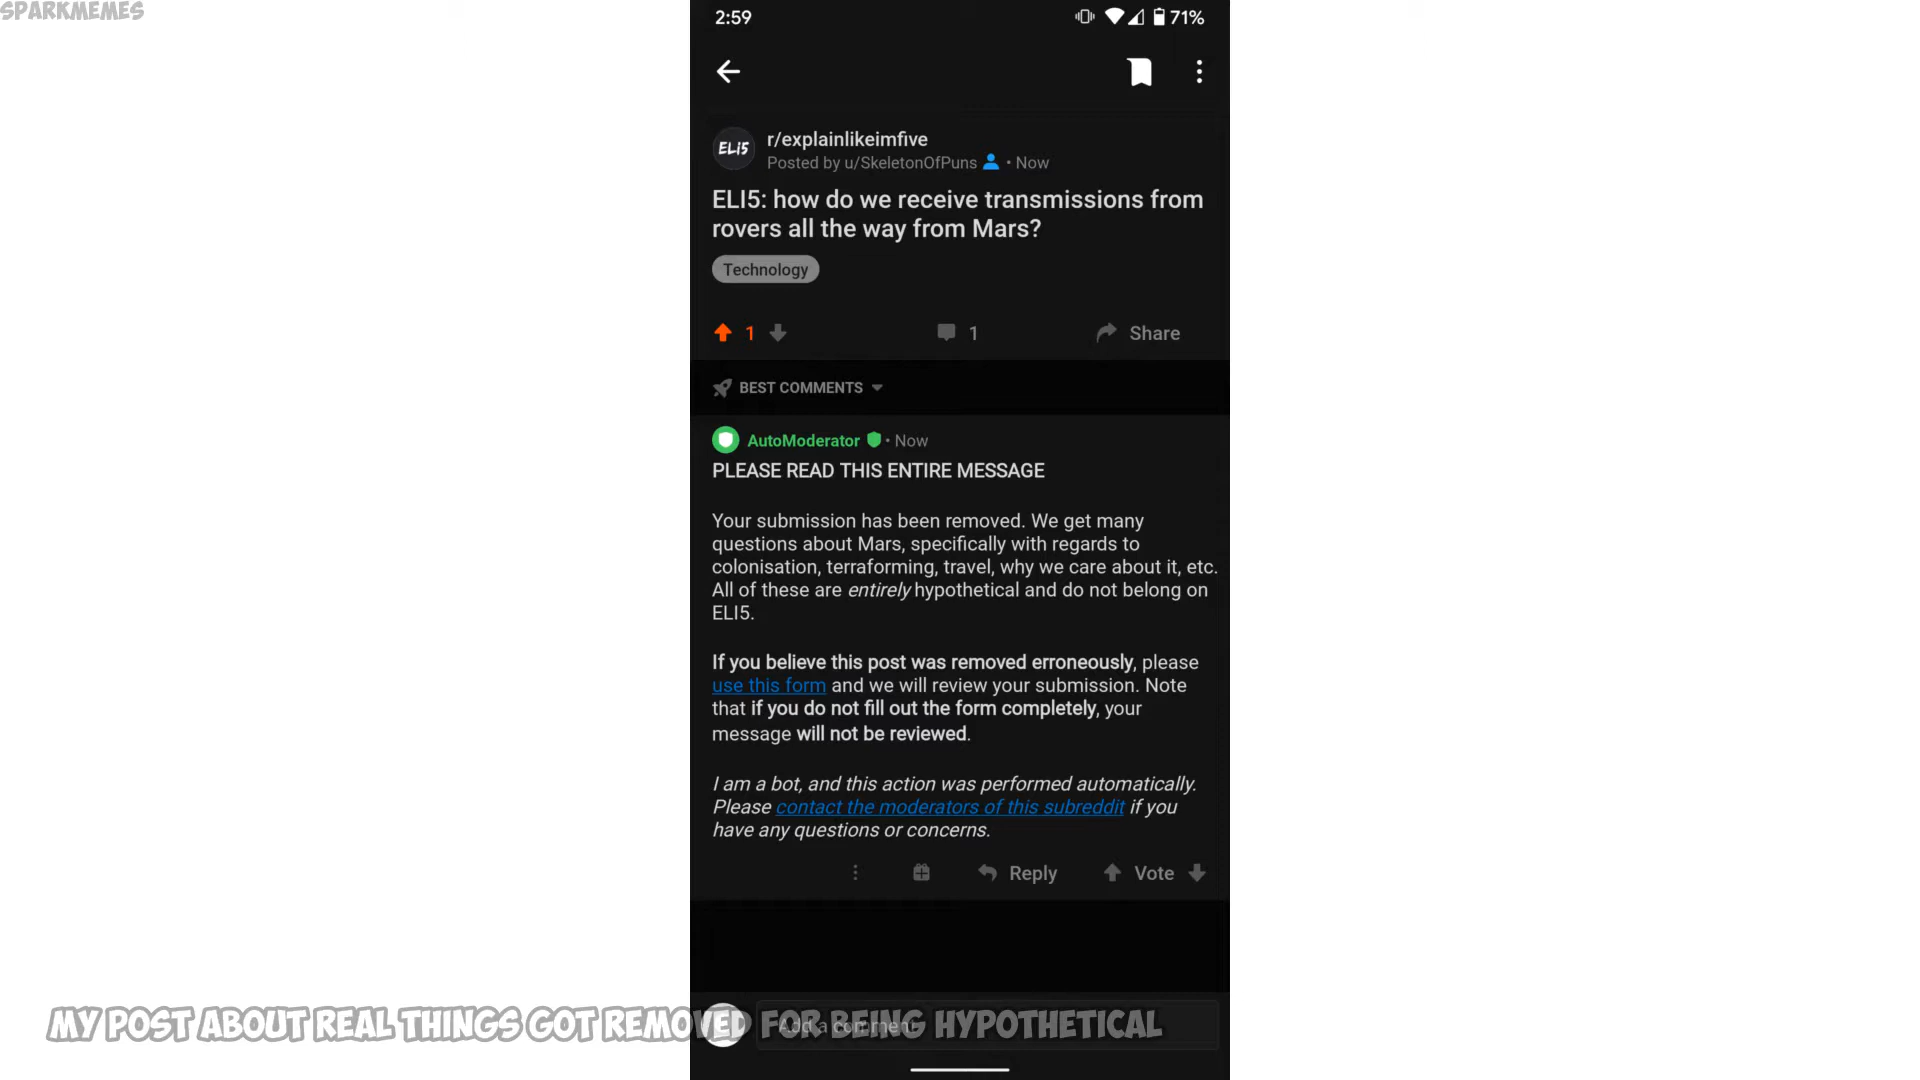 SPARKMEMES
2:59
71%
ELI5
r/explainlikeimfive
Posted by u/SkeletonOfPuns • Now
ELI5: how do we receive transmissions from
rovers all the way from Mars?
Technology
1
1
Share
BEST COMMENTS
AutoModerator • Now
PLEASE READ THIS ENTIRE MESSAGE
Your submission has been removed. We get many
questions about Mars, specifically with regards to
colonisation, terraforming, travel, why we care about it, etc.
All of these are entirely hypothetical and do not belong on
ELI5.
If you believe this post was removed erroneously, please
use this form and we will review your submission. Note
that if you do not fill out the form completely, your
message will not be reviewed.
I am a bot, and this action was performed automatically.
Please contact the moderators of this subreddit if you
have any questions or concerns.
Reply
Vote
Add a comment
MY POST ABOUT REAL THINGS GOT REMOVED FOR BEING HYPOTHETICAL